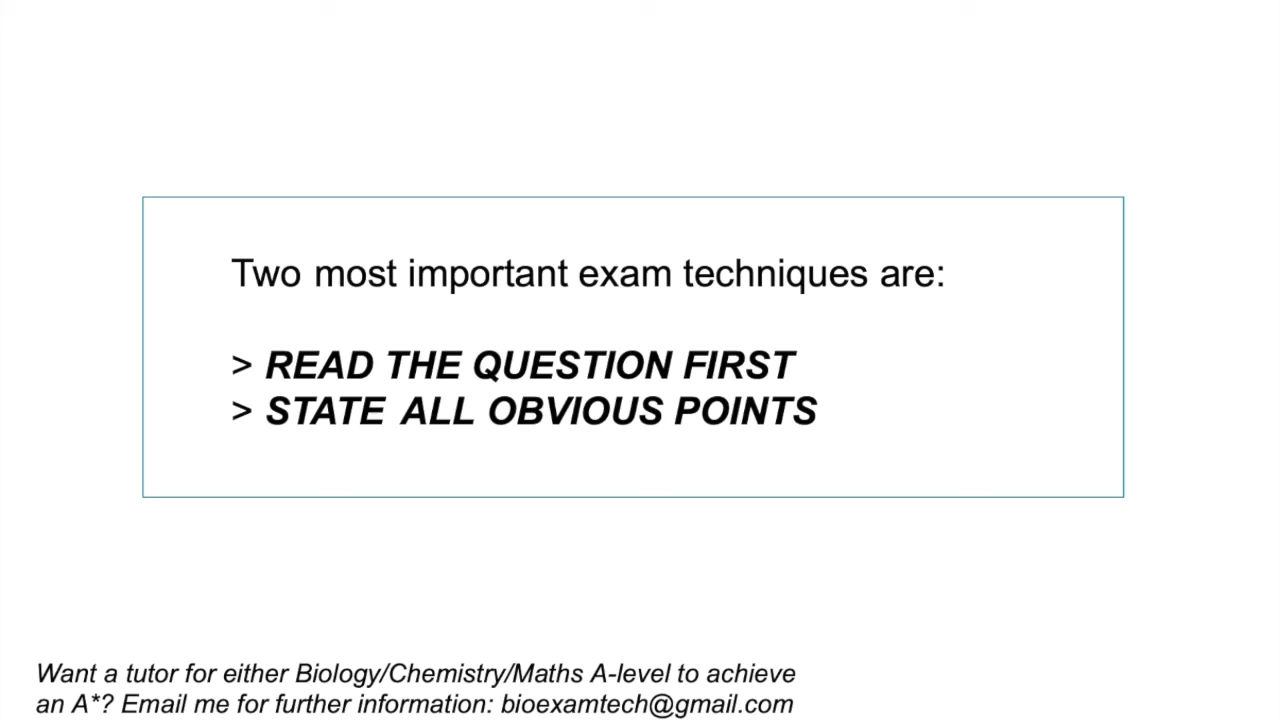 Two most important exam techniques are:
> READ THE QUESTION FIRST
> STATE ALL OBVIOUS POINTS
Want a tutor for either Biology/Chemistry/Maths A-level to achieve
an A*? Email me for further information: bioexamtech@gmail.com